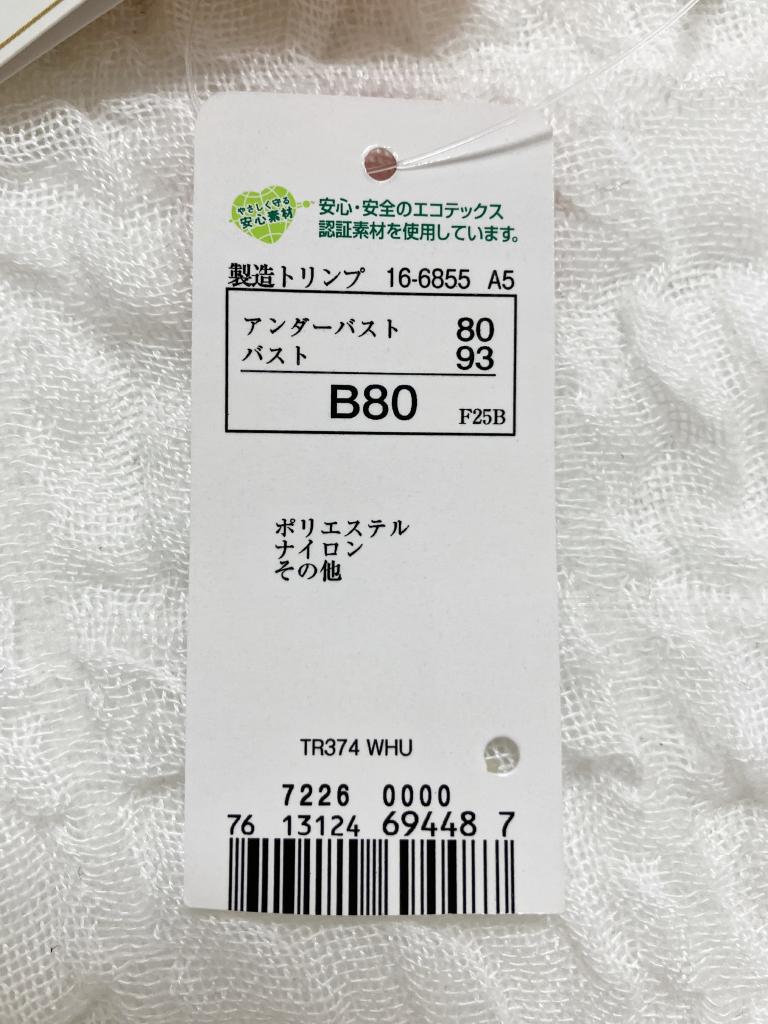 やさしく守る
安心素材
安心・安全のエコテックス
認証素材を使用しています。
製造トリンプ 16-6855 A5
アンダーバスト 80
バスト 93
B80 F25B
ポリエステル
ナイロン
その他
TR374 WHU
7226 0000
76 13124 69448 7